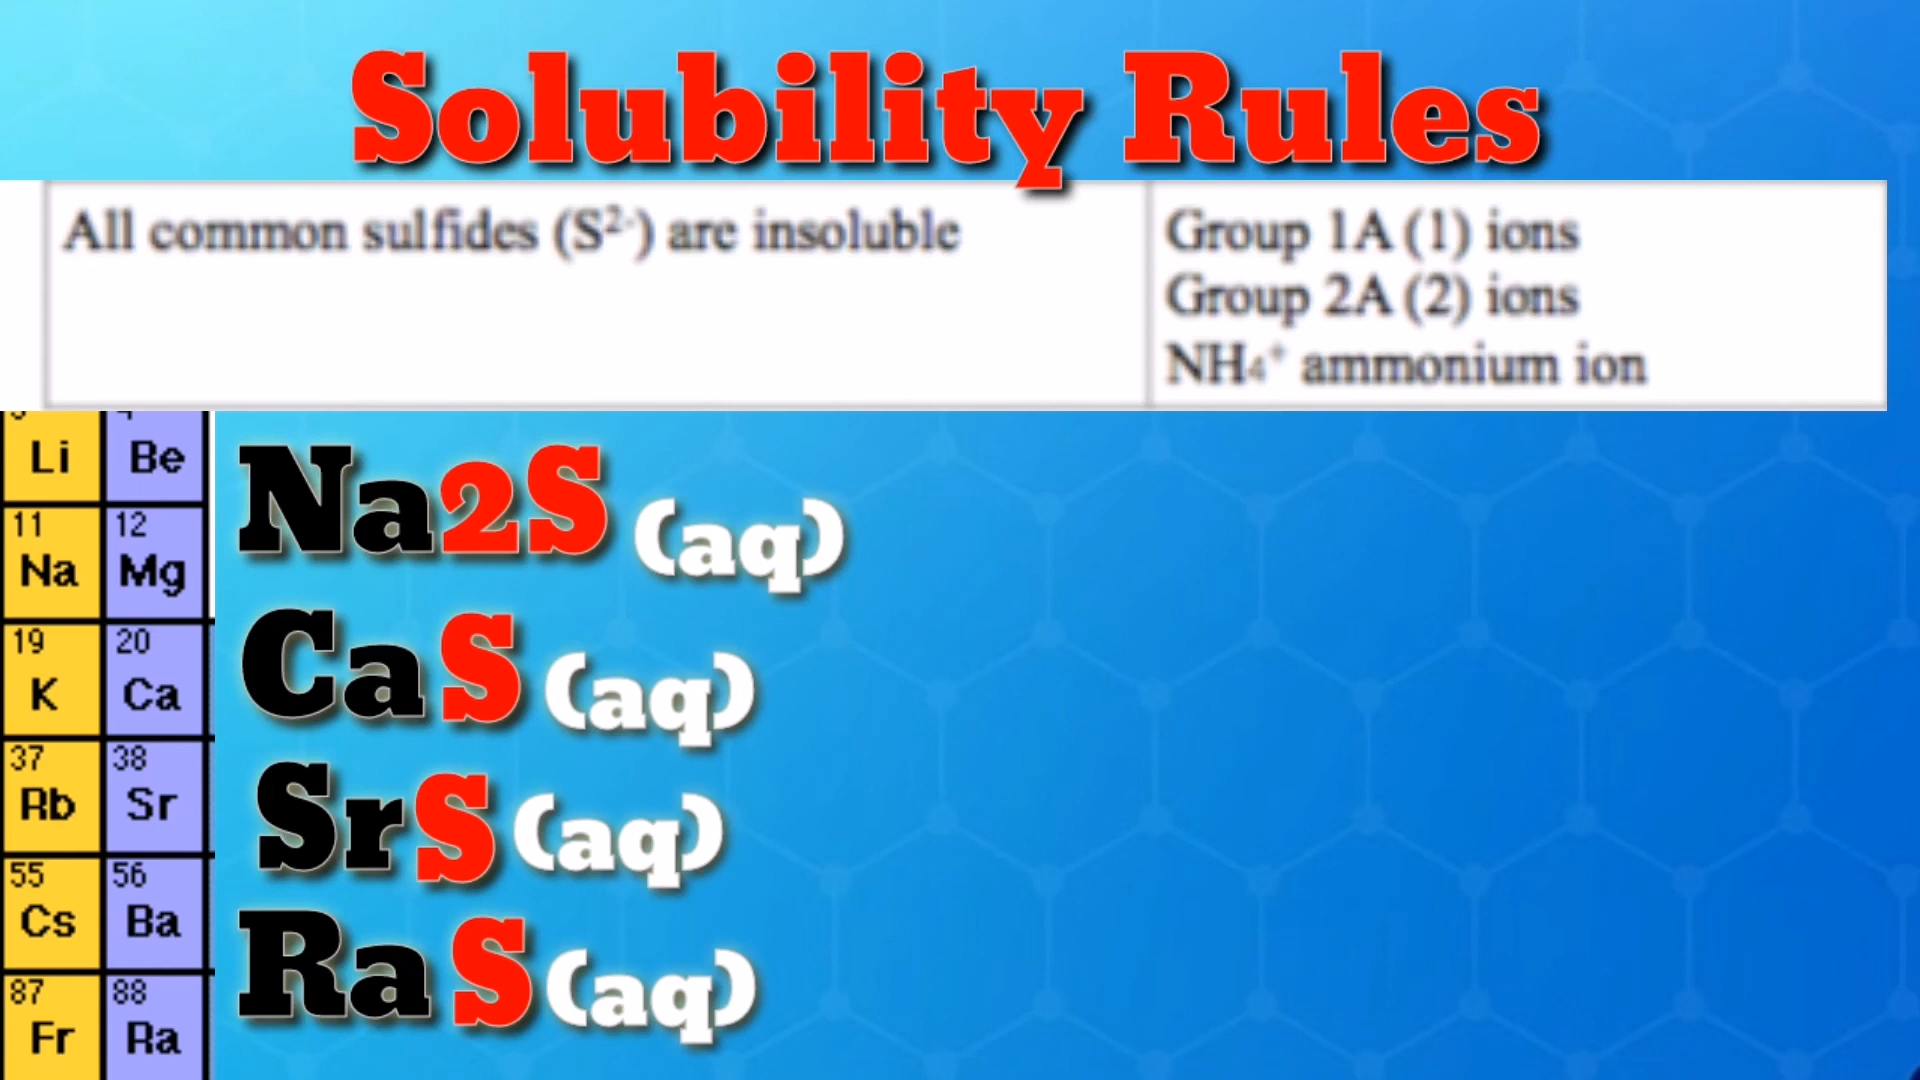 Solubility Rules
All common sulfides (S²⁻) are insoluble
Group 1A (1) ions
Group 2A (2) ions
NH₄⁺ ammonium ion
3 4
Li Be
11 12
Na Mg
19 20
K Ca
37 38
Rb Sr
55 56
Cs Ba
87 88
Fr Ra
Na2S (aq)
CaS (aq)
SrS (aq)
RaS (aq)